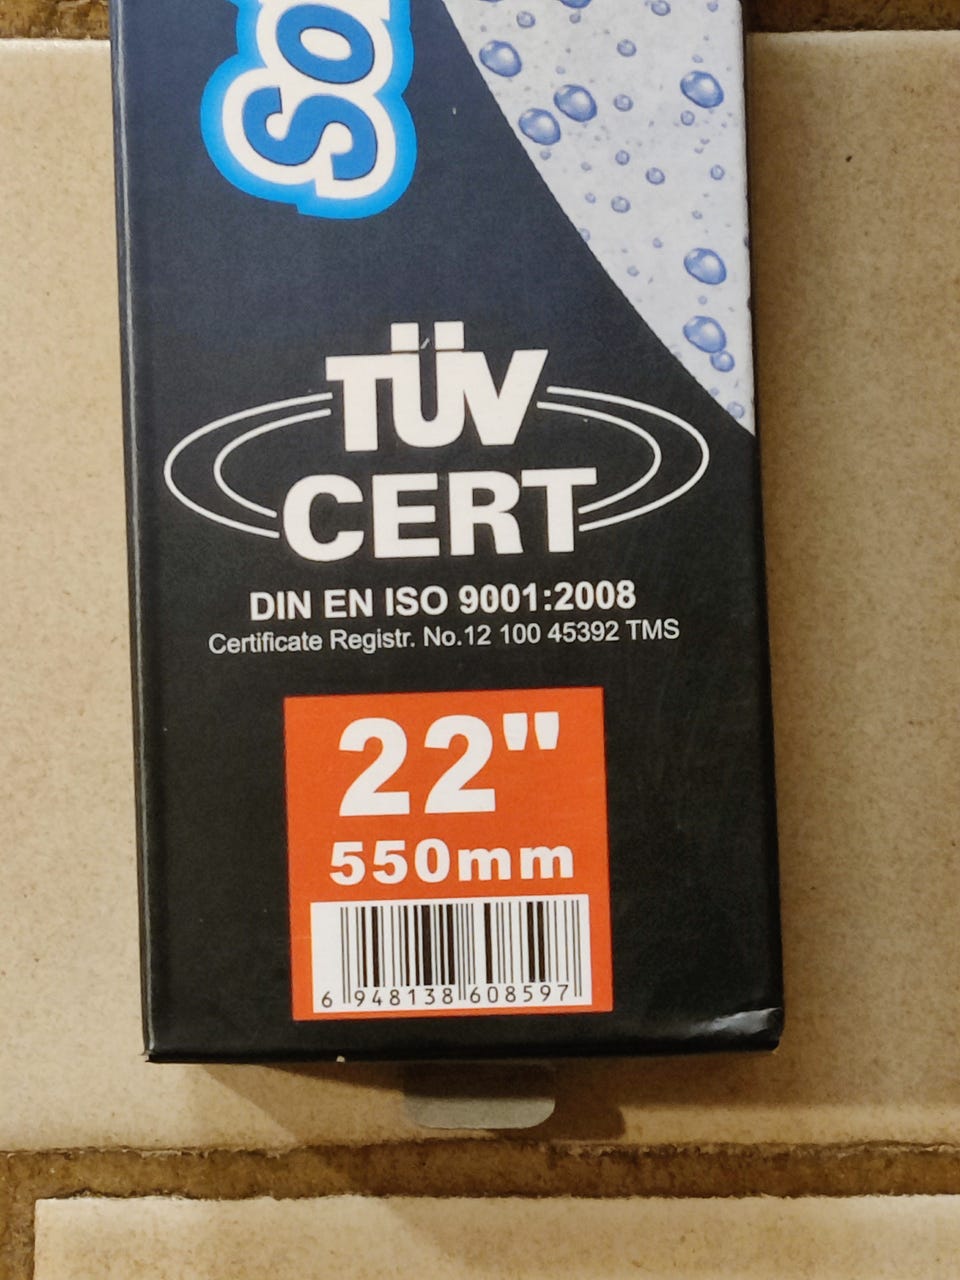 TÜV
CERT
DIN EN ISO 9001:2008
Certificate Registr. No.12 100 45392 TMS
22"
550mm
6 948138 608597